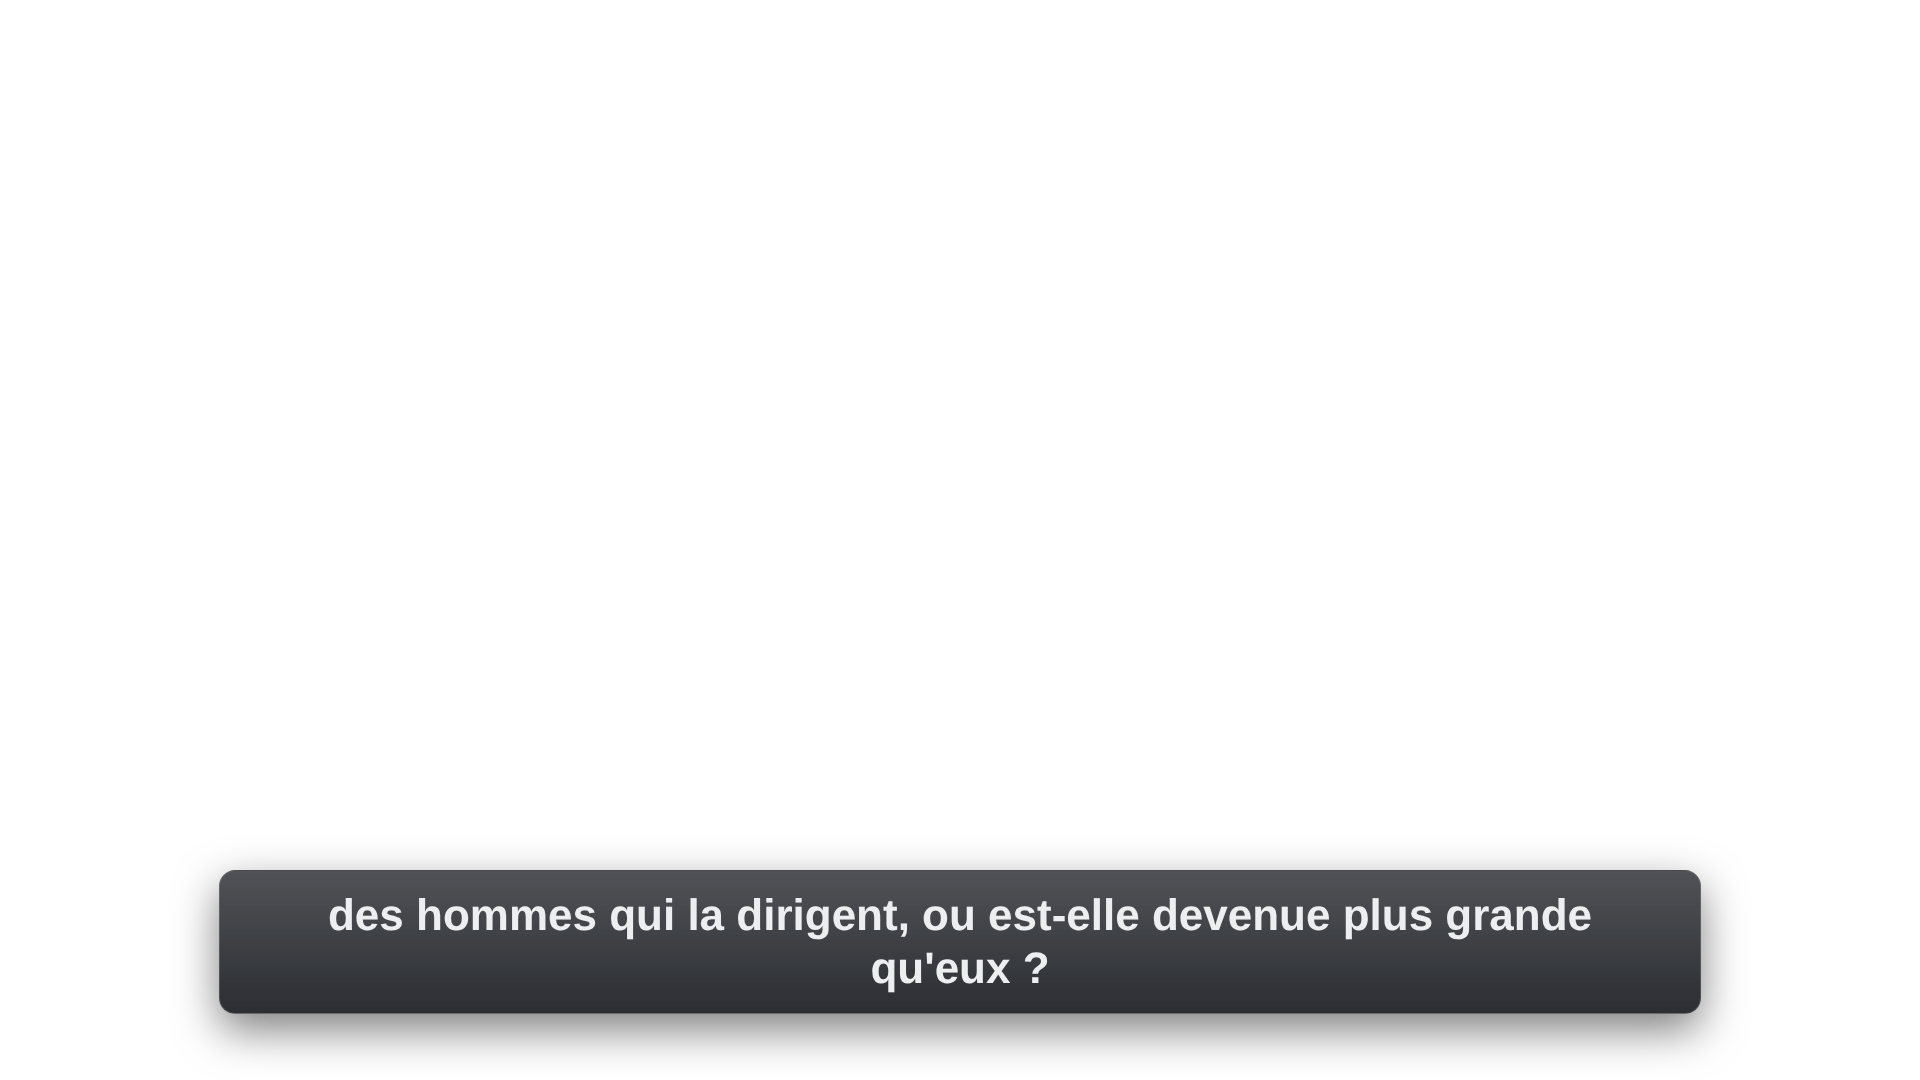 des hommes qui la dirigent, ou est-elle devenue plus grande
qu'eux ?